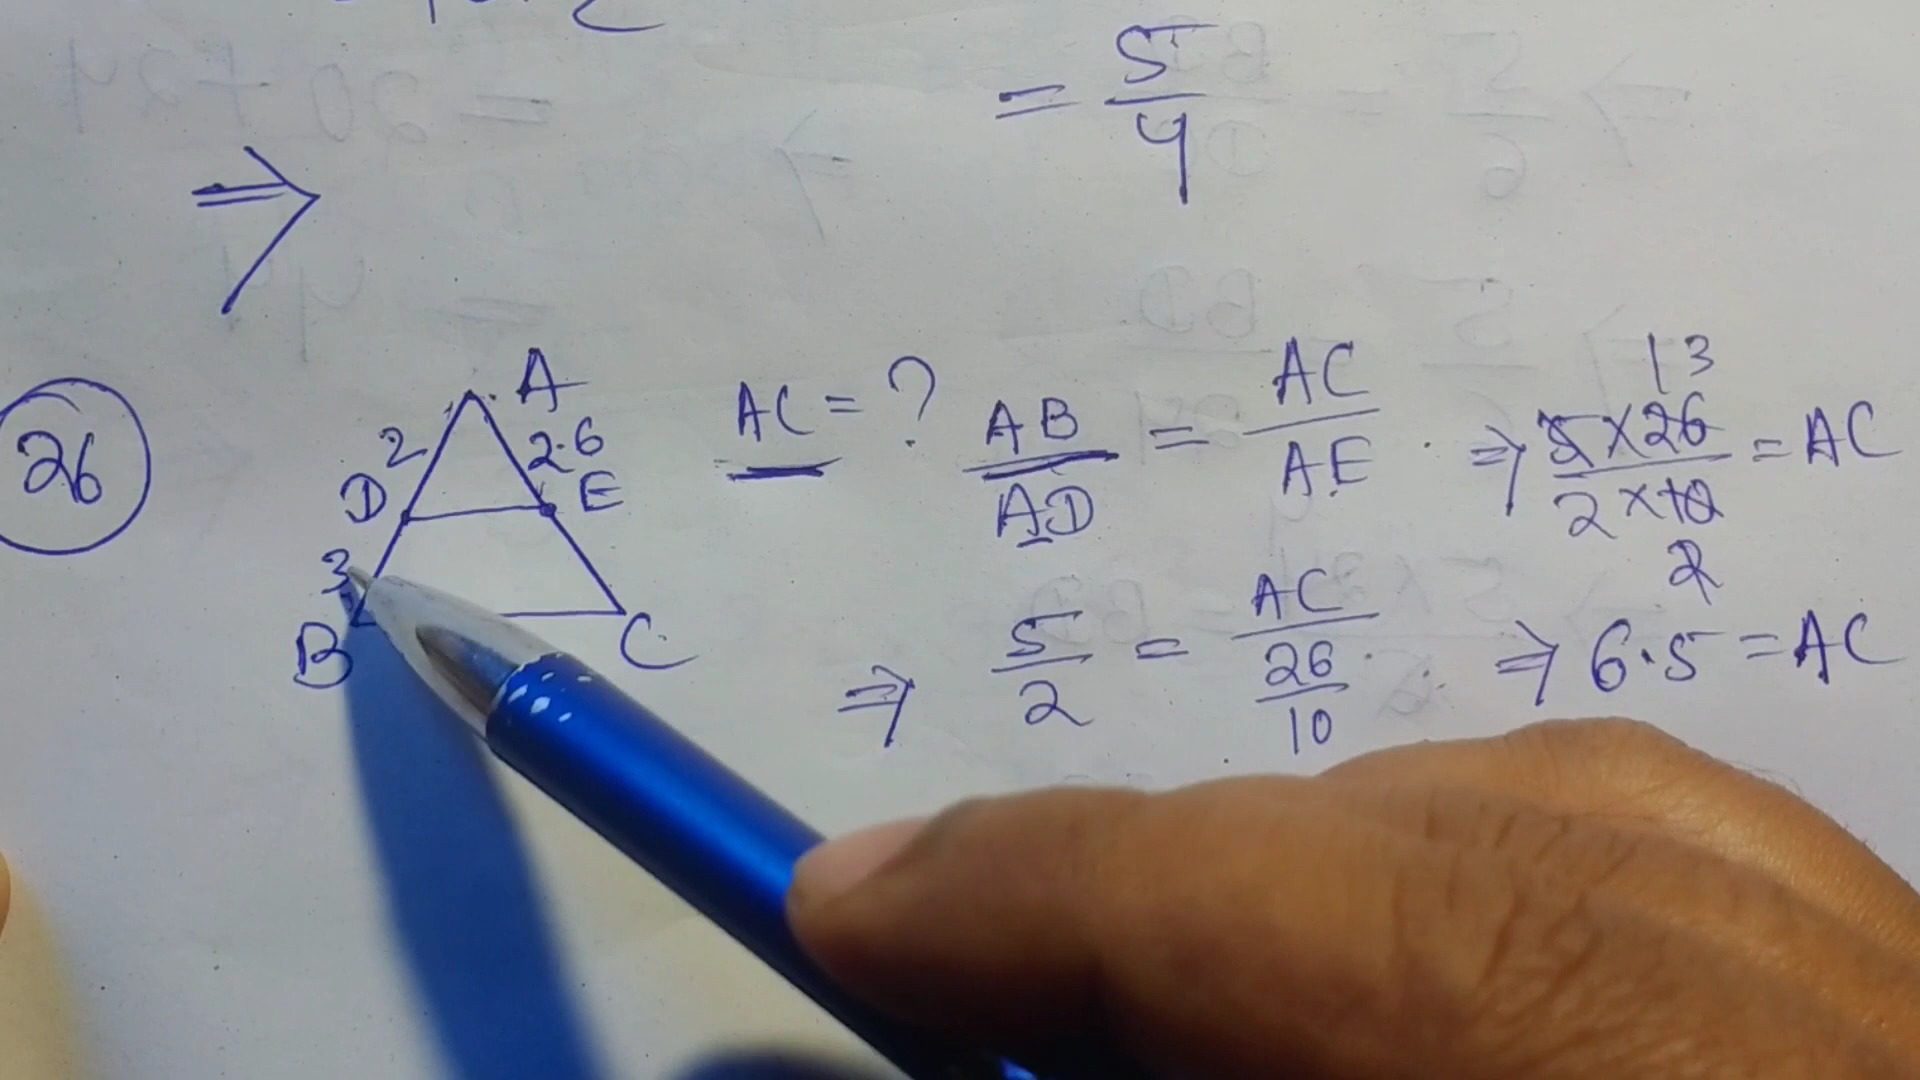 = 5/4
⇒
26
A
2 2.6
D E
3
B C
AC = ? AB/AD = AC/AE ⇒ 5×26/2×10 = AC
13
2
⇒ 5/2 = AC/(26/10) ⇒ 6.5 = AC